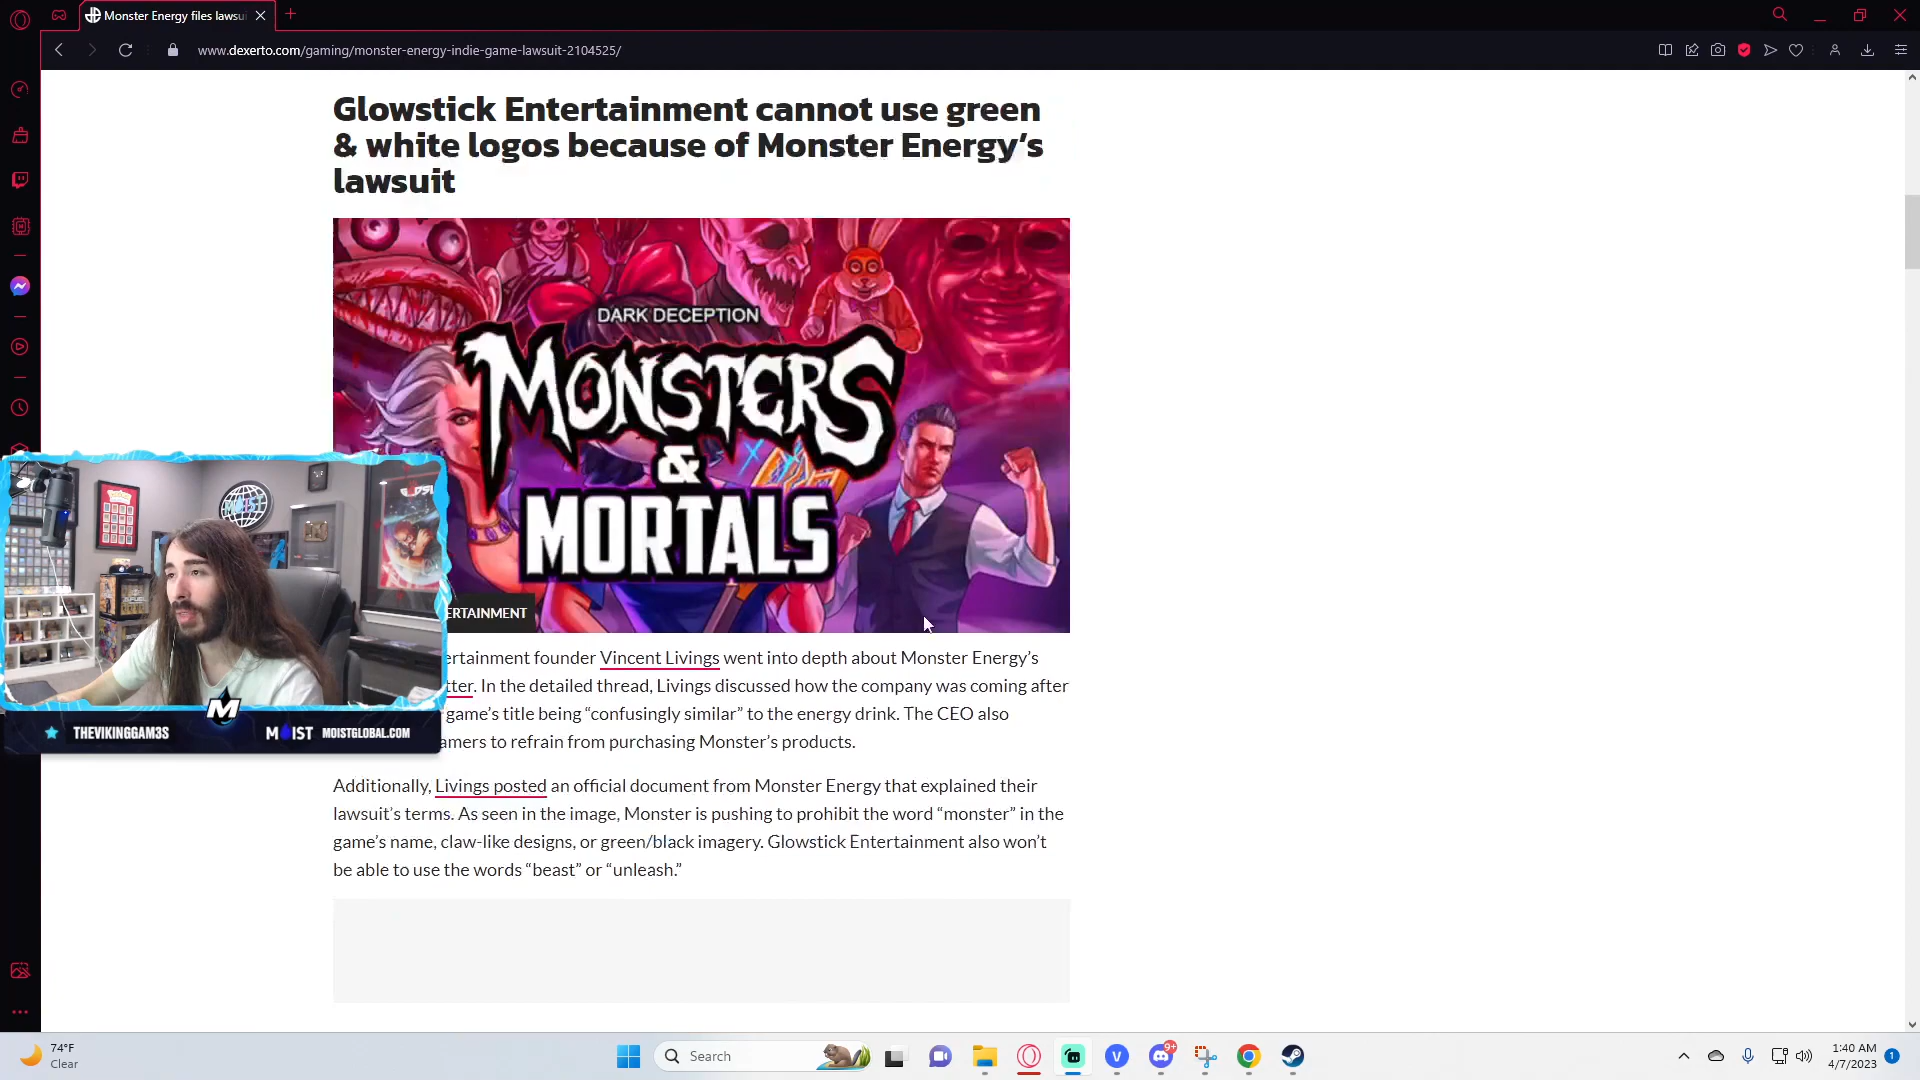 Monster Energy files lawsu
www.dexerto.com/gaming/monster-energy-indie-game-lawsuit-2104525/
Glowstick Entertainment cannot use green
& white logos because of Monster Energy’s
lawsuit
DARK DECEPTION
MONSTERS
&
MORTALS
ERTAINMENT
ertainment founder Vincent Livings went into depth about Monster Energy’s
tter. In the detailed thread, Livings discussed how the company was coming after
game’s title being “confusingly similar” to the energy drink. The CEO also
amers to refrain from purchasing Monster’s products.
M
THEVIKINGGAM3S MOIST MOISTGLOBAL.COM
Additionally, Livings posted an official document from Monster Energy that explained their
lawsuit’s terms. As seen in the image, Monster is pushing to prohibit the word “monster” in the
game’s name, claw-like designs, or green/black imagery. Glowstick Entertainment also won’t
be able to use the words “beast” or “unleash.”
74°F
Clear
Search
V
9+
1:40 AM
4/7/2023
1